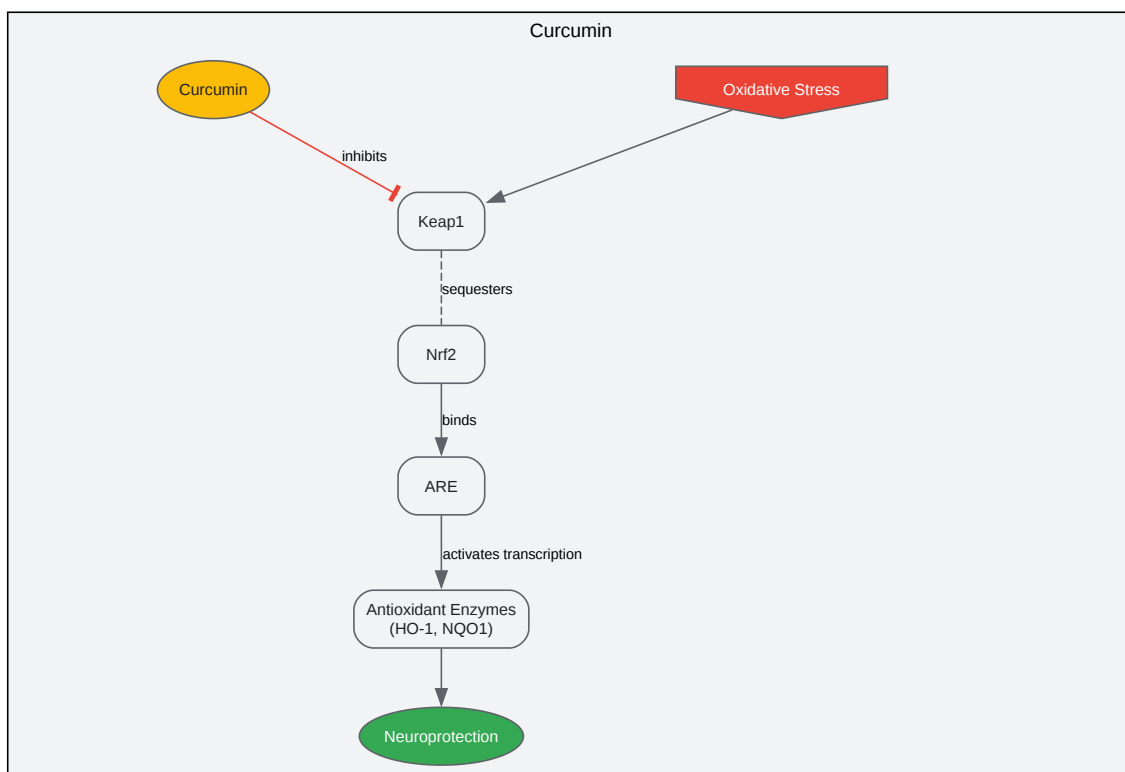 Curcumin
Curcumin
Oxidative Stress
inhibits
Keap1
sequesters
Nrf2
binds
ARE
activates transcription
Antioxidant Enzymes
(HO-1, NQO1)
Neuroprotection